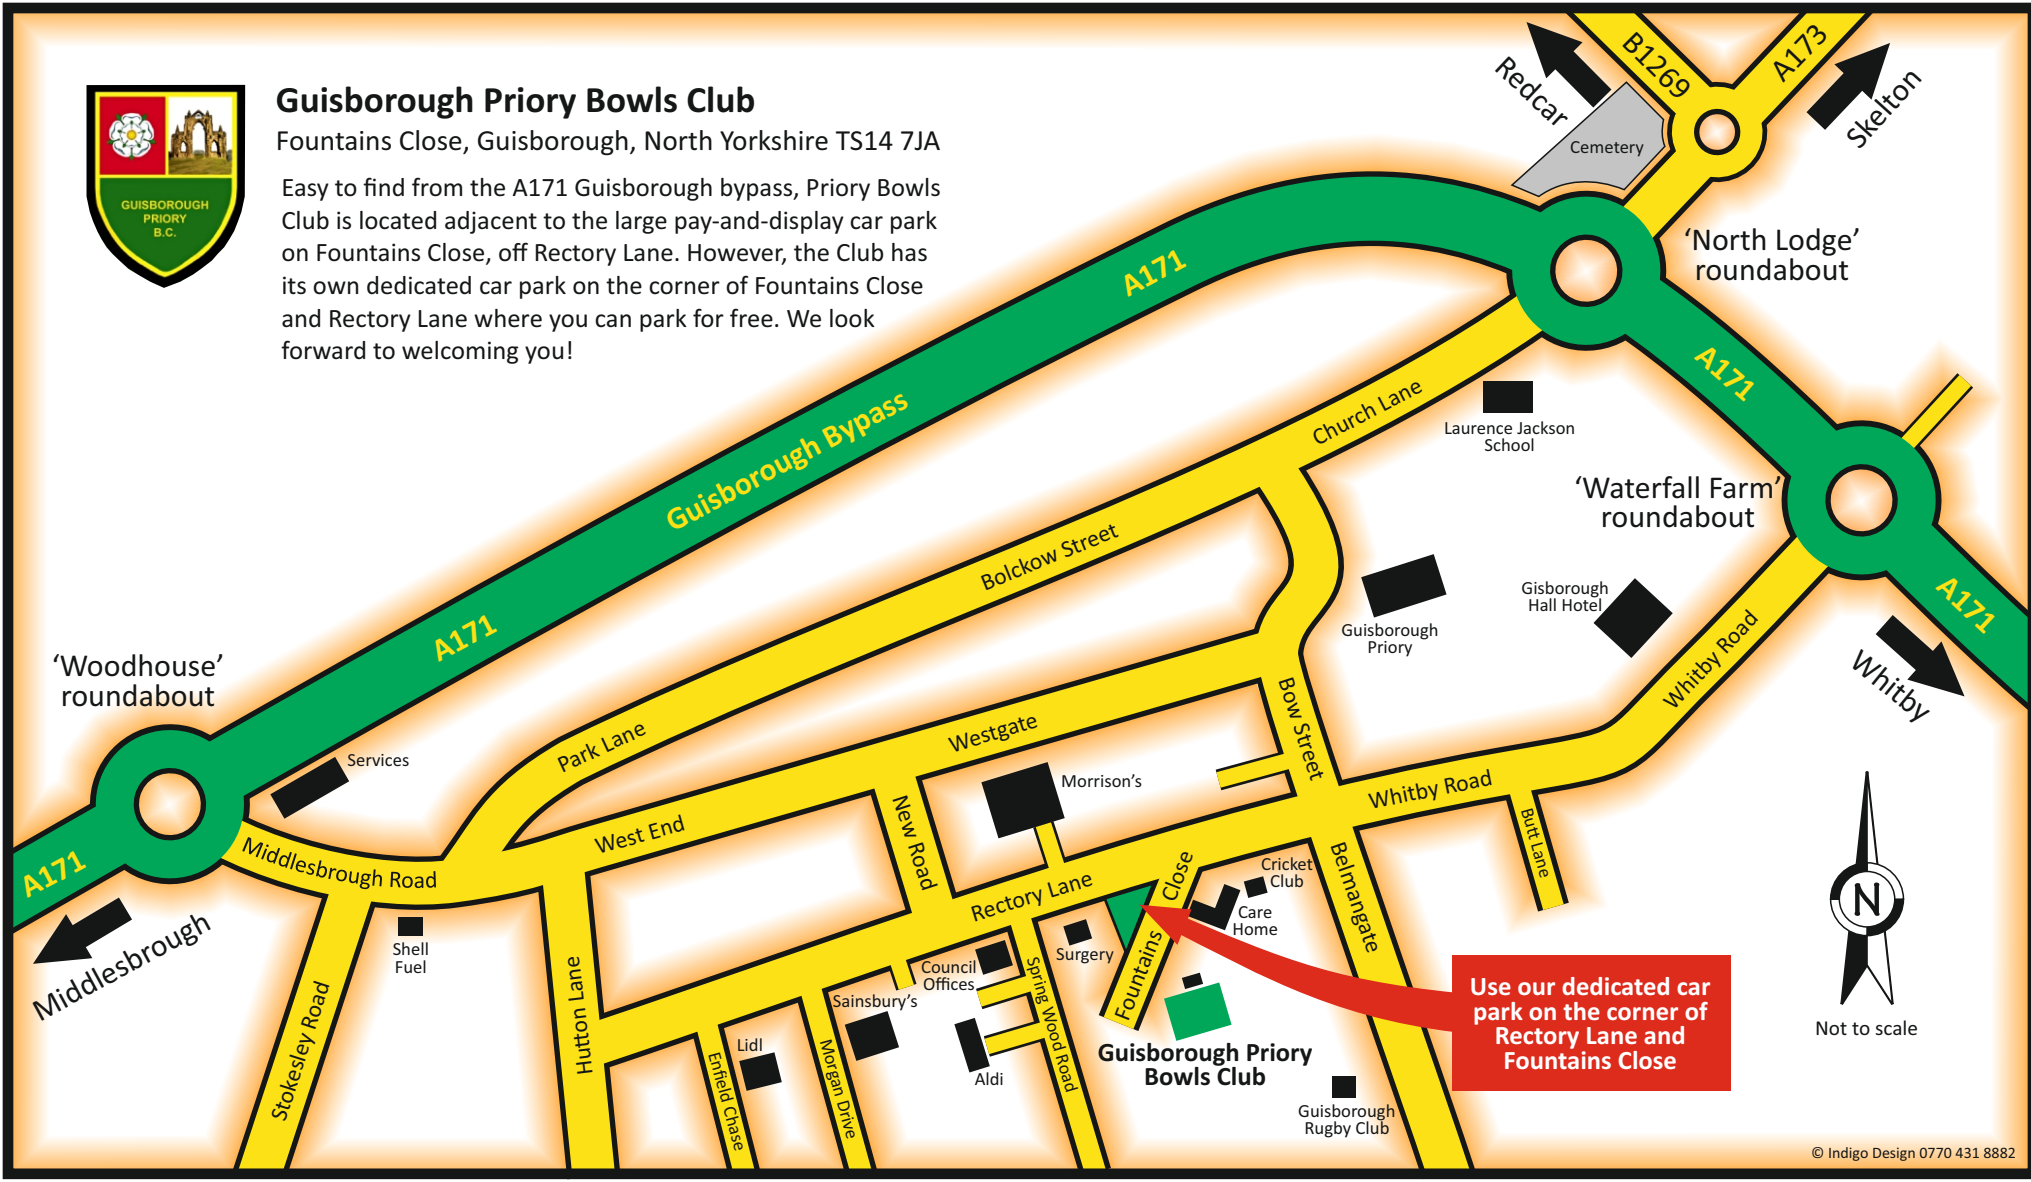 Guisborough Priory Bowls Club
Fountains Close, Guisborough, North Yorkshire TS14 7JA
Easy to find from the A171 Guisborough bypass, Priory Bowls
Club is located adjacent to the large pay-and-display car park
on Fountains Close, off Rectory Lane. However, the Club has
its own dedicated car park on the corner of Fountains Close
and Rectory Lane where you can park for free. We look
forward to welcoming you!
GUISBOROUGH
PRIORY
B.C.
B1269
A173
Redcar
Skelton
Cemetery
‘North Lodge’
roundabout
A171
A171
Church Lane
Laurence Jackson
School
Guisborough Bypass
‘Waterfall Farm’
roundabout
Bolckow Street
A171
Gisborough
Hall Hotel
Guisborough
Priory
A171
Whitby Road
Whitby
‘Woodhouse’
roundabout
Services
Park Lane
Westgate
Bow Street
Morrison's
Whitby Road
West End
New Road
Butt Lane
Middlesbrough Road
A171
Middlesbrough
Rectory Lane
Close
Cricket
Club
Care
Home
Belmangate
Shell
Fuel
Surgery
Fountains
Council
Offices
Spring Wood Road
Sainsbury's
Stokesley Road
Hutton Lane
Lidl
Enfield Chase
Morgan Drive
Aldi
Guisborough Priory
Bowls Club
Guisborough
Rugby Club
Use our dedicated car
park on the corner of
Rectory Lane and
Fountains Close
N
Not to scale
© Indigo Design 0770 431 8882